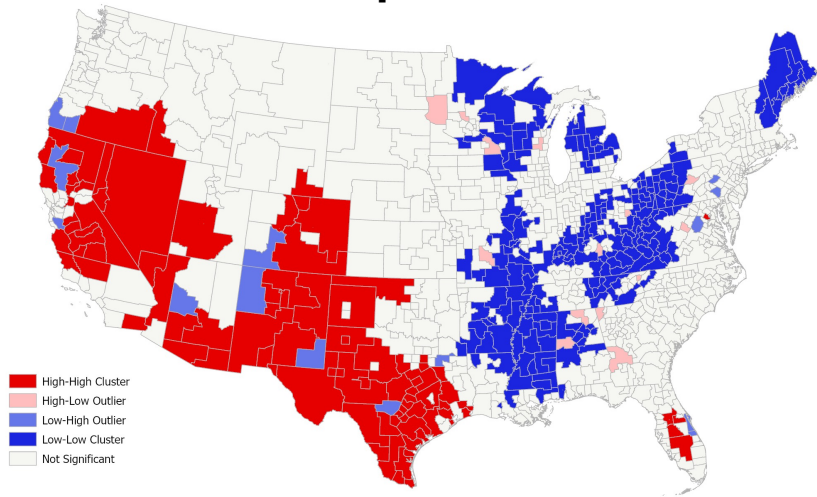 High-High Cluster
High-Low Outlier
Low-High Outlier
Low-Low Cluster
Not Significant